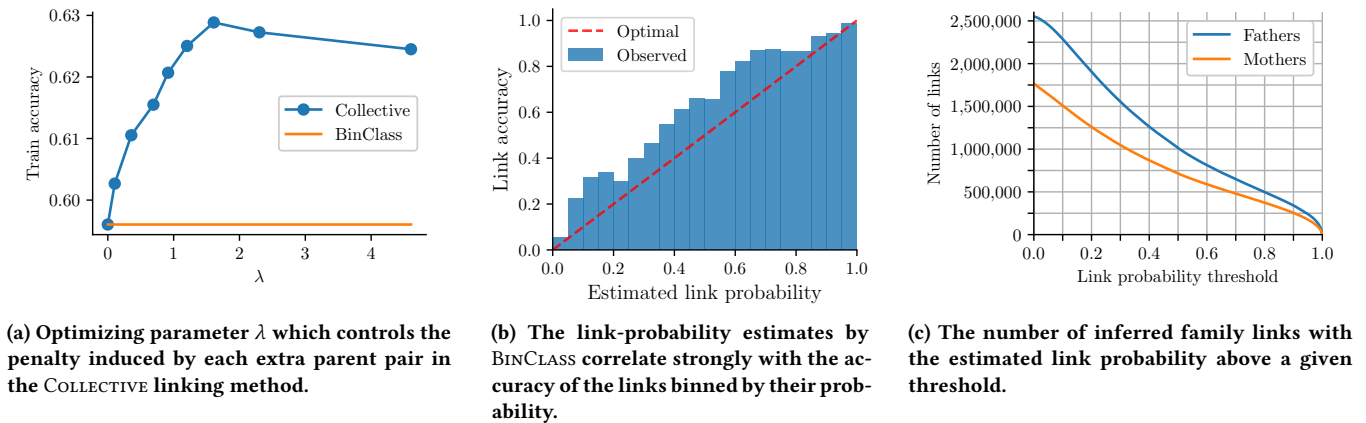 0.63
0.62
0.61
0.60
Train accuracy
Collective
BinClass
0
1
2
3
4
λ
(a) Optimizing parameter λ which controls the
penalty induced by each extra parent pair in
the Collective linking method.
1.0
0.8
0.6
0.4
0.2
0.0
Link accuracy
Optimal
Observed
0.0
0.2
0.4
0.6
0.8
1.0
Estimated link probability
(b) The link-probability estimates by
BinClass correlate strongly with the ac-
curacy of the links binned by their prob-
ability.
2,500,000
2,000,000
1,500,000
1,000,000
500,000
0
Number of links
Fathers
Mothers
0.0
0.2
0.4
0.6
0.8
1.0
Link probability threshold
(c) The number of inferred family links with
the estimated link probability above a given
threshold.